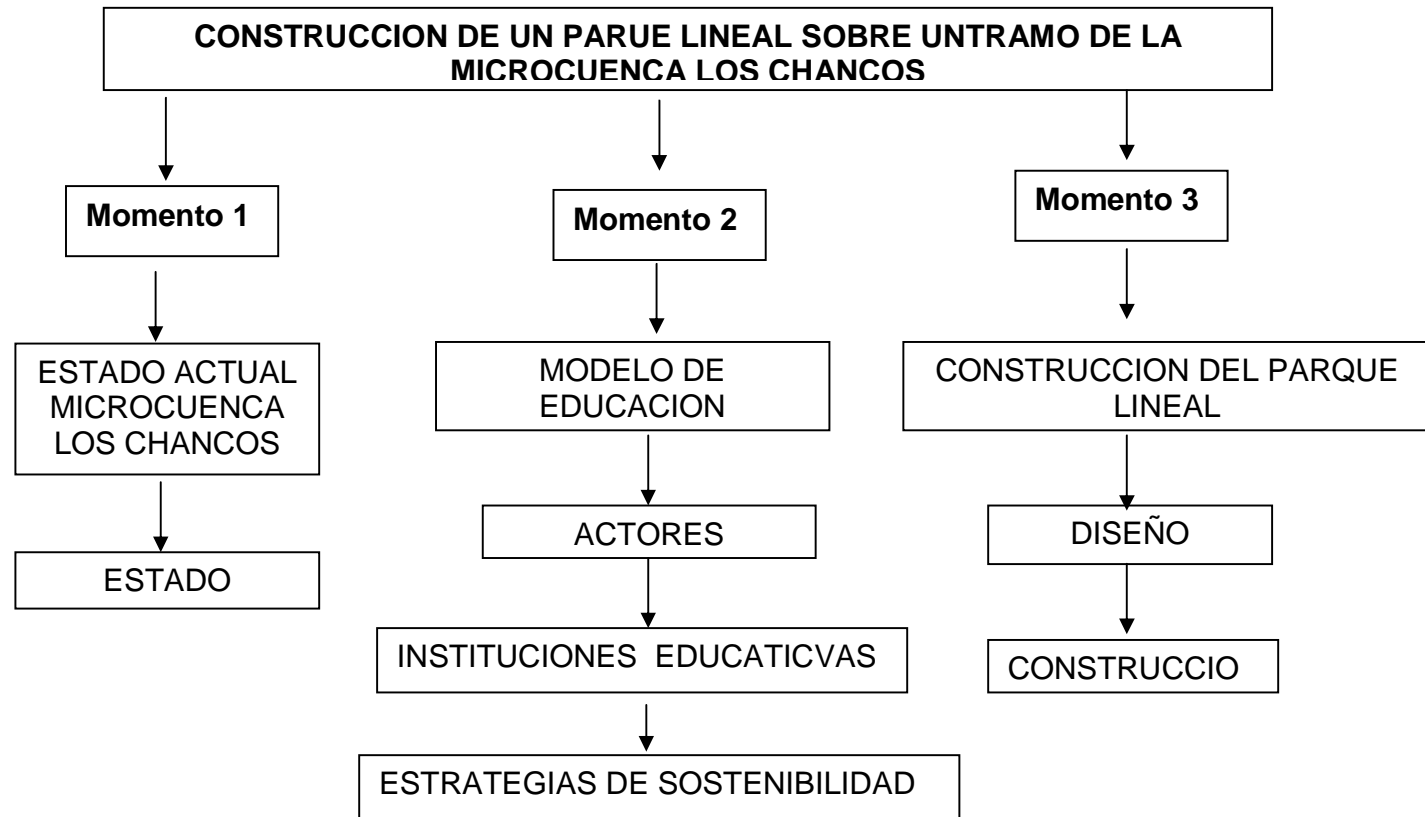 CONSTRUCCION DE UN PARUE LINEAL SOBRE UNTRAMO DE LA
MICROCUENCA LOS CHANCOS
Momento 1
Momento 2
Momento 3
ESTADO ACTUAL
MICROCUENCA
LOS CHANCOS
MODELO DE
EDUCACION
CONSTRUCCION DEL PARQUE
LINEAL
ESTADO
ACTORES
DISEÑO
INSTITUCIONES EDUCATICVAS
CONSTRUCCIO
ESTRATEGIAS DE SOSTENIBILIDAD